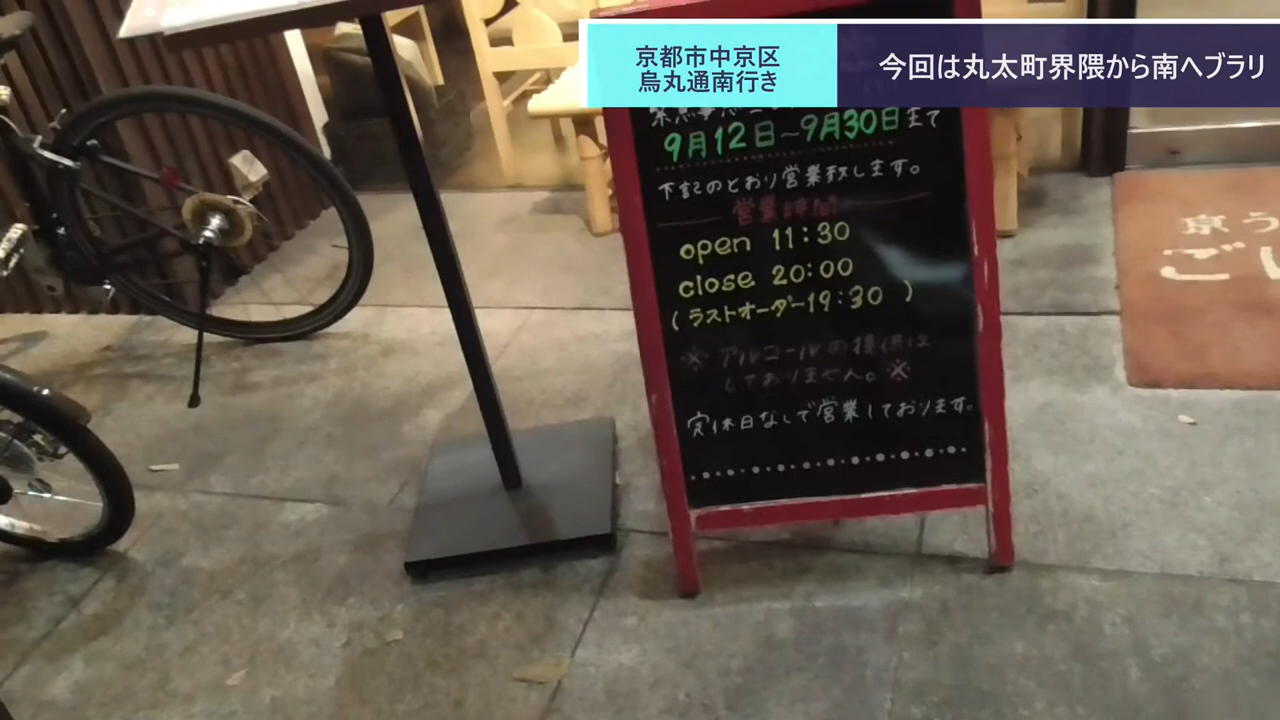 京都市中京区
烏丸通南行き
今回は丸太町界隈から南へブラリ
9月12日~9月30日まで
下記のとおり営業致します。
営業時間
open 11:30
close 20:00
(ラストオーダー19:30)
※アルコールの提供は
しておりません。※
定休日なしで営業しております。
京う
ご